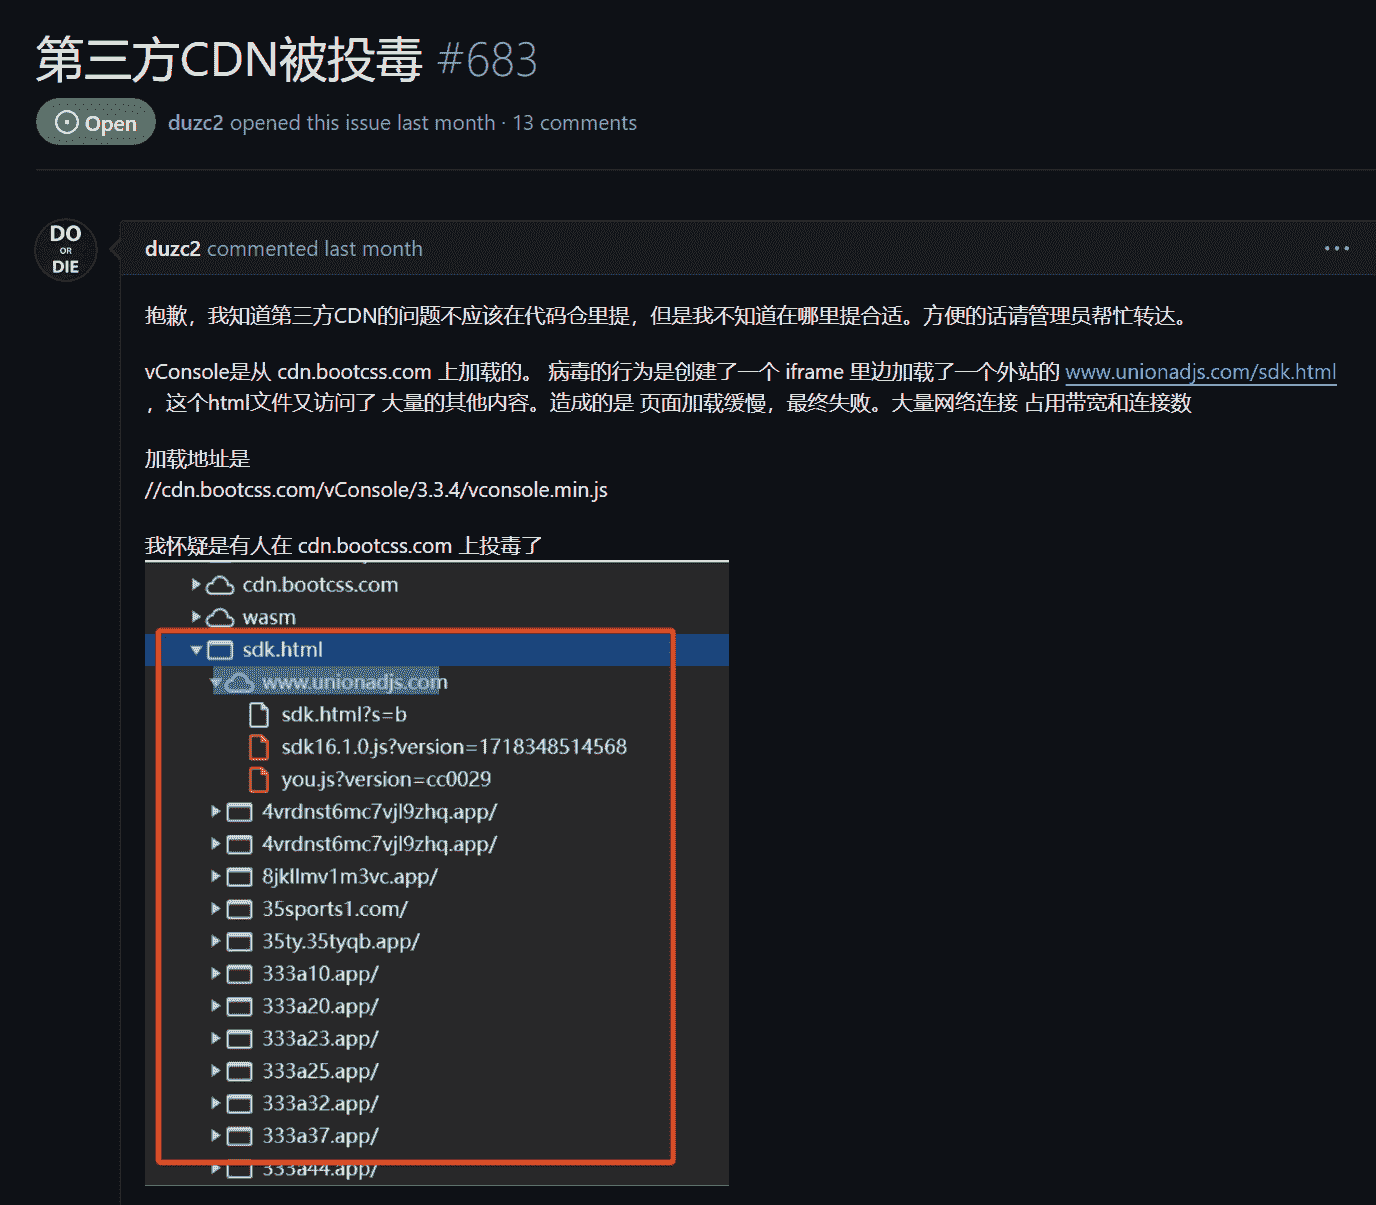 第三方CDN被投毒 #683
Open duzc2 opened this issue last month · 13 comments
DO
OR
DIE
duzc2 commented last month
抱歉，我知道第三方CDN的问题不应该在代码仓里提，但是我不知道在哪里提合适。方便的话请管理员帮忙转达。
vConsole是从 cdn.bootcss.com 上加载的。 病毒的行为是创建了一个 iframe 里边加载了一个外站的 www.unionadjs.com/sdk.html
，这个html文件又访问了 大量的其他内容。造成的是 页面加载缓慢，最终失败。大量网络连接 占用带宽和连接数
加载地址是
//cdn.bootcss.com/vConsole/3.3.4/vconsole.min.js
我怀疑是有人在 cdn.bootcss.com 上投毒了
cdn.bootcss.com
wasm
sdk.html
www.unionadjs.com
sdk.html?s=b
sdk16.1.0.js?version=1718348514568
you.js?version=cc0029
4vrdnst6mc7vjl9zhq.app/
4vrdnst6mc7vjl9zhq.app/
8jkllmv1m3vc.app/
35sports1.com/
35ty.35tyqb.app/
333a10.app/
333a20.app/
333a23.app/
333a25.app/
333a32.app/
333a37.app/
333a44.app/